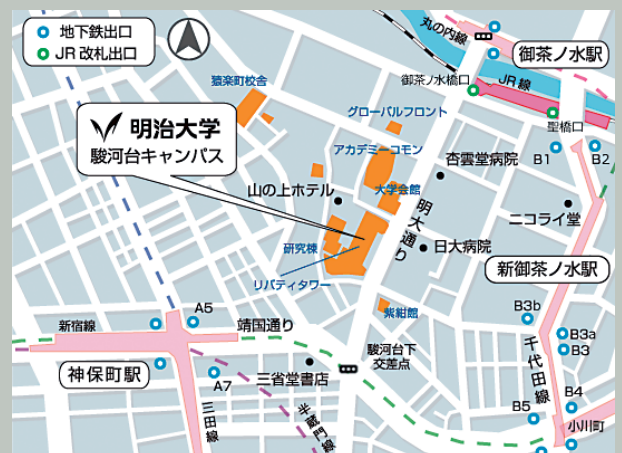 地下鉄出口
JR 改札出口
丸の内線
御茶ノ水駅
猿楽町校舎
御茶ノ水橋口
JR 線
グローバルフロント
聖橋口
明治大学
駿河台キャンパス
アカデミーコモン
杏雲堂病院
B1
B2
大学会館
山の上ホテル
明大通り
ニコライ堂
研究棟
日大病院
リバティタワー
新御茶ノ水駅
紫紺館
B3b
A5
新宿線
靖国通り
B3a
B3
駿河台下
交差点
千代田線
神保町駅
三省堂書店
A7
B4
B5
小川町
三田線
半蔵門線